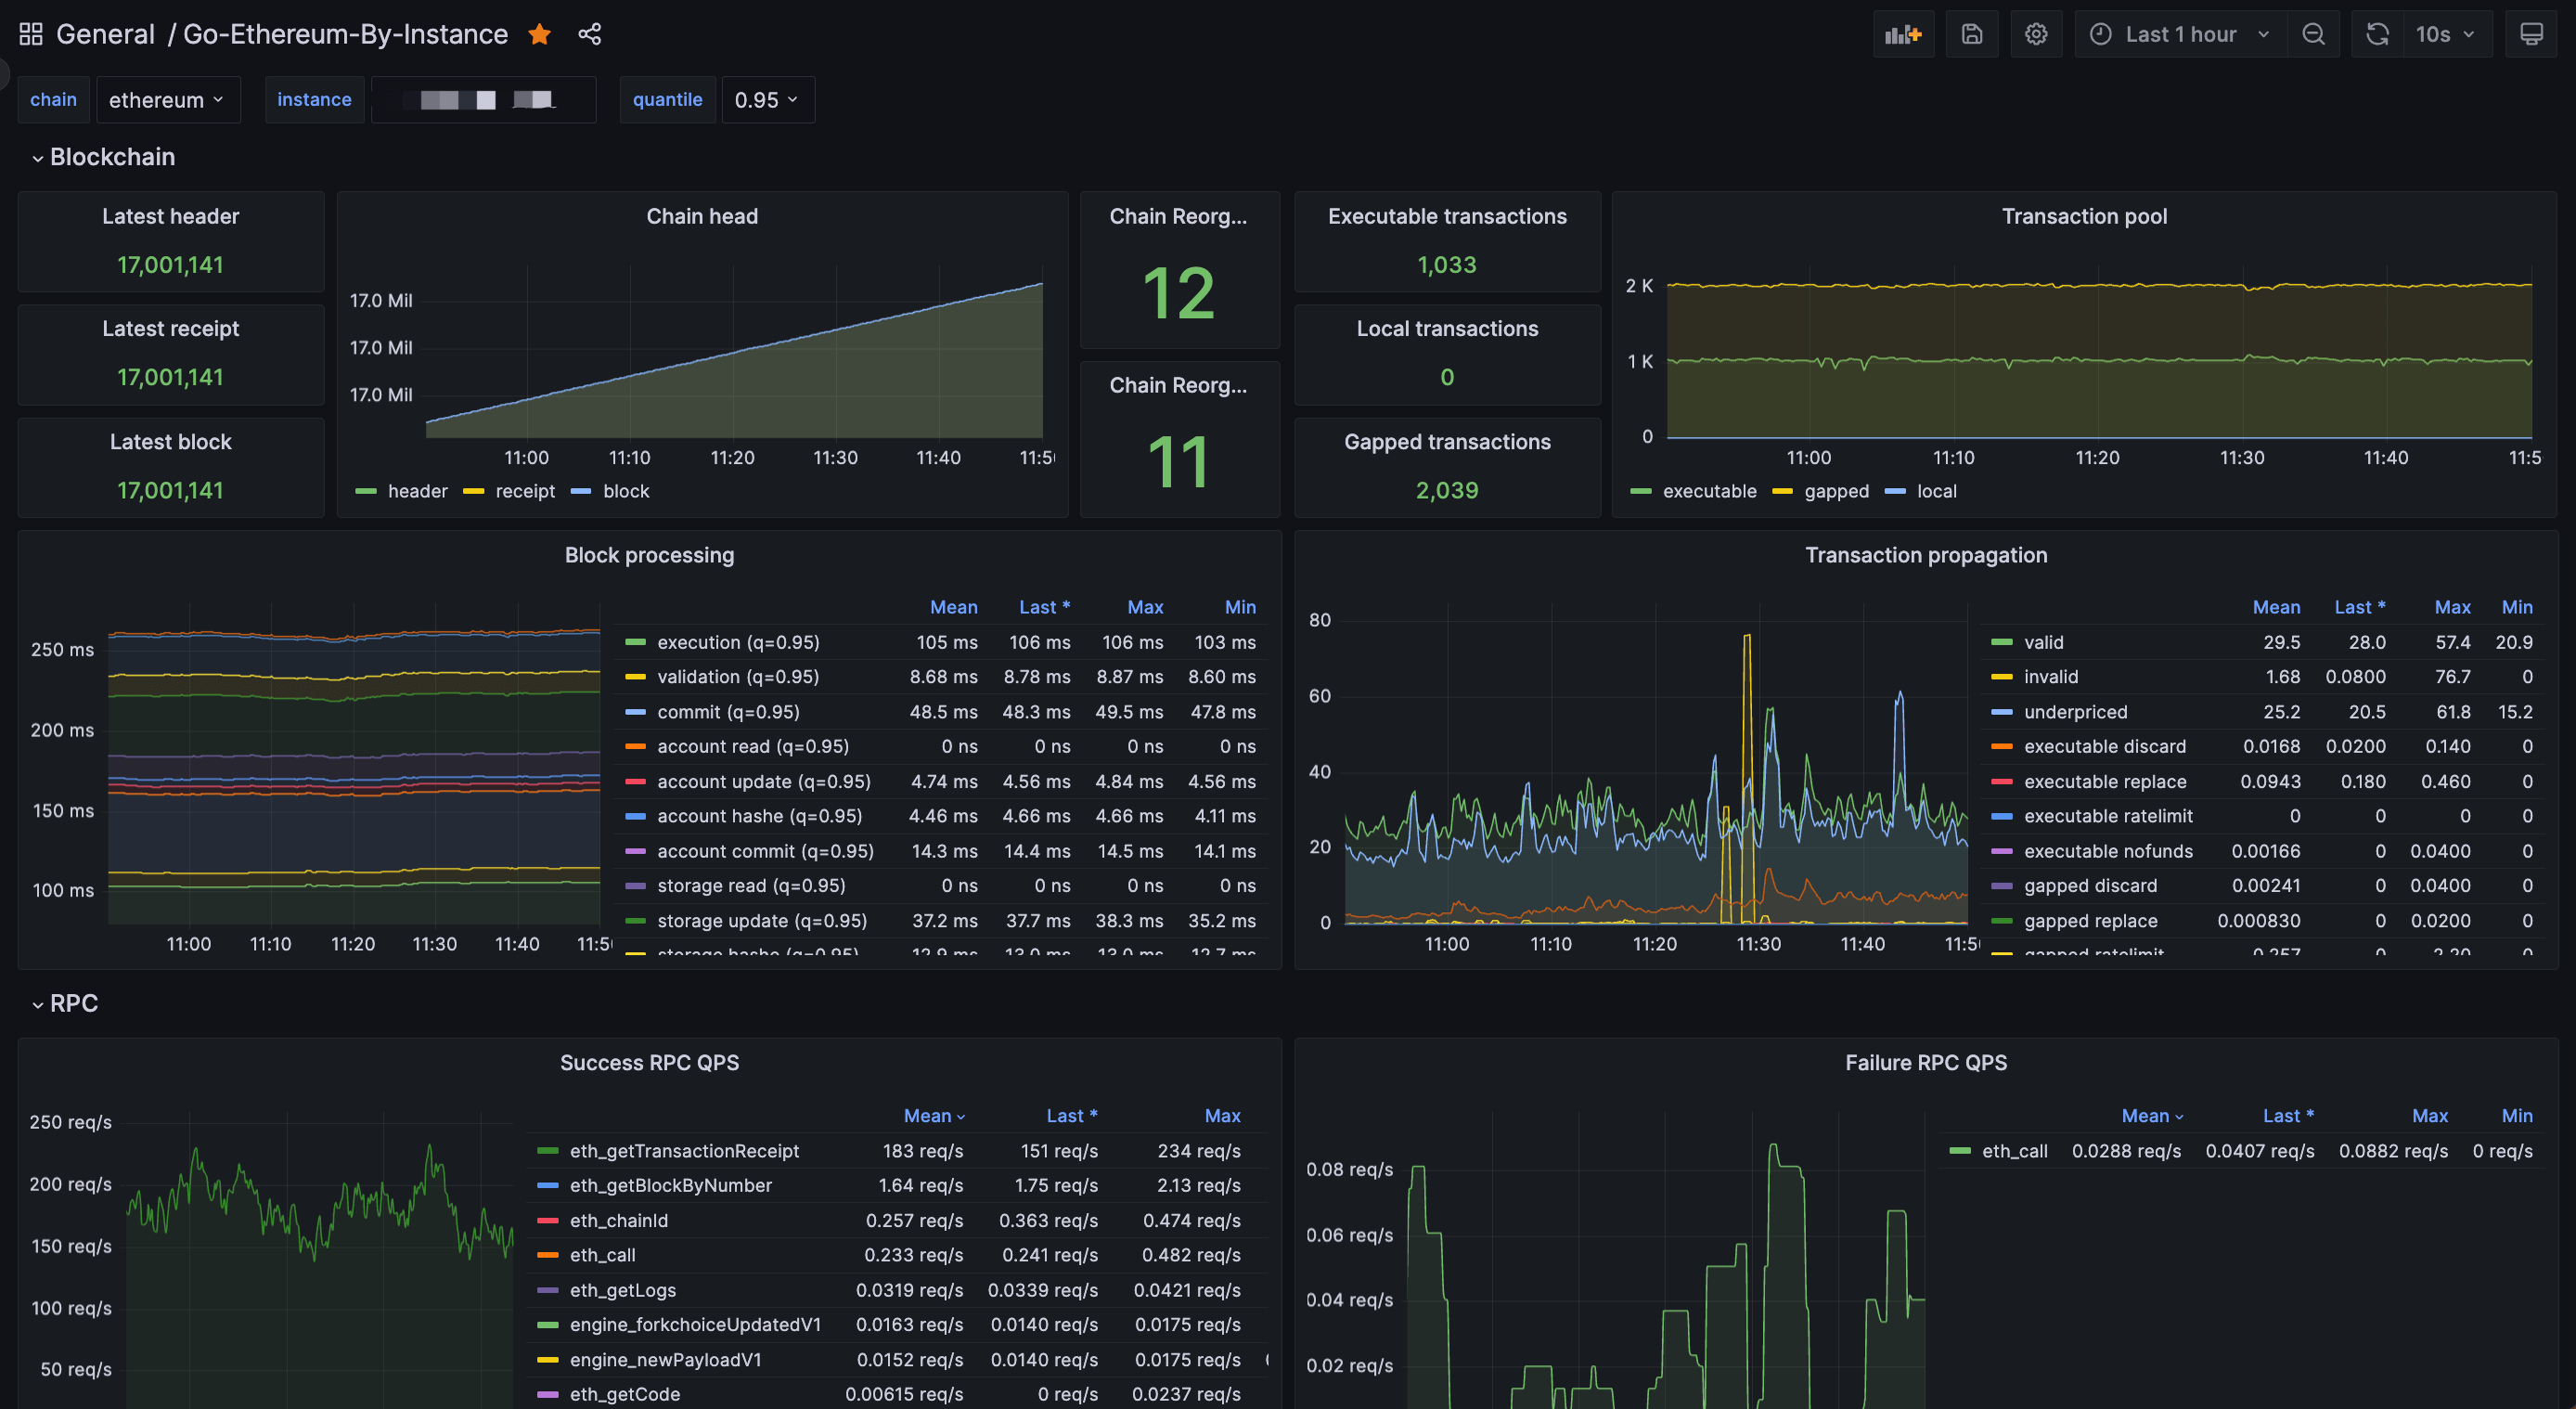 General / Go-Ethereum-By-Instance
Last 1 hour
10s
chain ethereum instance quantile 0.95
Blockchain
Latest header
17,001,141
Latest receipt
17,001,141
Latest block
17,001,141
Chain head
17.0 Mil
17.0 Mil
17.0 Mil
11:00 11:10 11:20 11:30 11:40 11:5
header receipt block
Chain Reorg...
12
Chain Reorg...
11
Executable transactions
1,033
Local transactions
0
Gapped transactions
2,039
Transaction pool
2 K
1 K
0
11:00 11:10 11:20 11:30 11:40 11:5
executable gapped local
Block processing
250 ms
200 ms
150 ms
100 ms
11:00 11:10 11:20 11:30 11:40 11:5
Mean Last * Max Min
execution (q=0.95) 105 ms 106 ms 106 ms 103 ms
validation (q=0.95) 8.68 ms 8.78 ms 8.87 ms 8.60 ms
commit (q=0.95) 48.5 ms 48.3 ms 49.5 ms 47.8 ms
account read (q=0.95) 0 ns 0 ns 0 ns 0 ns
account update (q=0.95) 4.74 ms 4.56 ms 4.84 ms 4.56 ms
account hashe (q=0.95) 4.46 ms 4.66 ms 4.66 ms 4.11 ms
account commit (q=0.95) 14.3 ms 14.4 ms 14.5 ms 14.1 ms
storage read (q=0.95) 0 ns 0 ns 0 ns 0 ns
storage update (q=0.95) 37.2 ms 37.7 ms 38.3 ms 35.2 ms
storage hashe (q=0.95) 12.9 ms 13.0 ms 13.0 ms 12.7 ms
Transaction propagation
80
60
40
20
0
11:00 11:10 11:20 11:30 11:40 11:5
Mean Last * Max Min
valid 29.5 28.0 57.4 20.9
invalid 1.68 0.0800 76.7 0
underpriced 25.2 20.5 61.8 15.2
executable discard 0.0168 0.0200 0.140 0
executable replace 0.0943 0.180 0.460 0
executable ratelimit 0 0 0 0
executable nofunds 0.00166 0 0.0400 0
gapped discard 0.00241 0 0.0400 0
gapped replace 0.000830 0 0.0200 0
gapped ratelimit 0.257 0 2.20 0
RPC
Success RPC QPS
250 req/s
200 req/s
150 req/s
100 req/s
50 req/s
Mean Last * Max
eth_getTransactionReceipt 183 req/s 151 req/s 234 req/s
eth_getBlockByNumber 1.64 req/s 1.75 req/s 2.13 req/s
eth_chainId 0.257 req/s 0.363 req/s 0.474 req/s
eth_call 0.233 req/s 0.241 req/s 0.482 req/s
eth_getLogs 0.0319 req/s 0.0339 req/s 0.0421 req/s
engine_forkchoiceUpdatedV1 0.0163 req/s 0.0140 req/s 0.0175 req/s
engine_newPayloadV1 0.0152 req/s 0.0140 req/s 0.0175 req/s
eth_getCode 0.00615 req/s 0 req/s 0.0237 req/s
Failure RPC QPS
0.08 req/s
0.06 req/s
0.04 req/s
0.02 req/s
Mean Last * Max Min
eth_call 0.0288 req/s 0.0407 req/s 0.0882 req/s 0 req/s